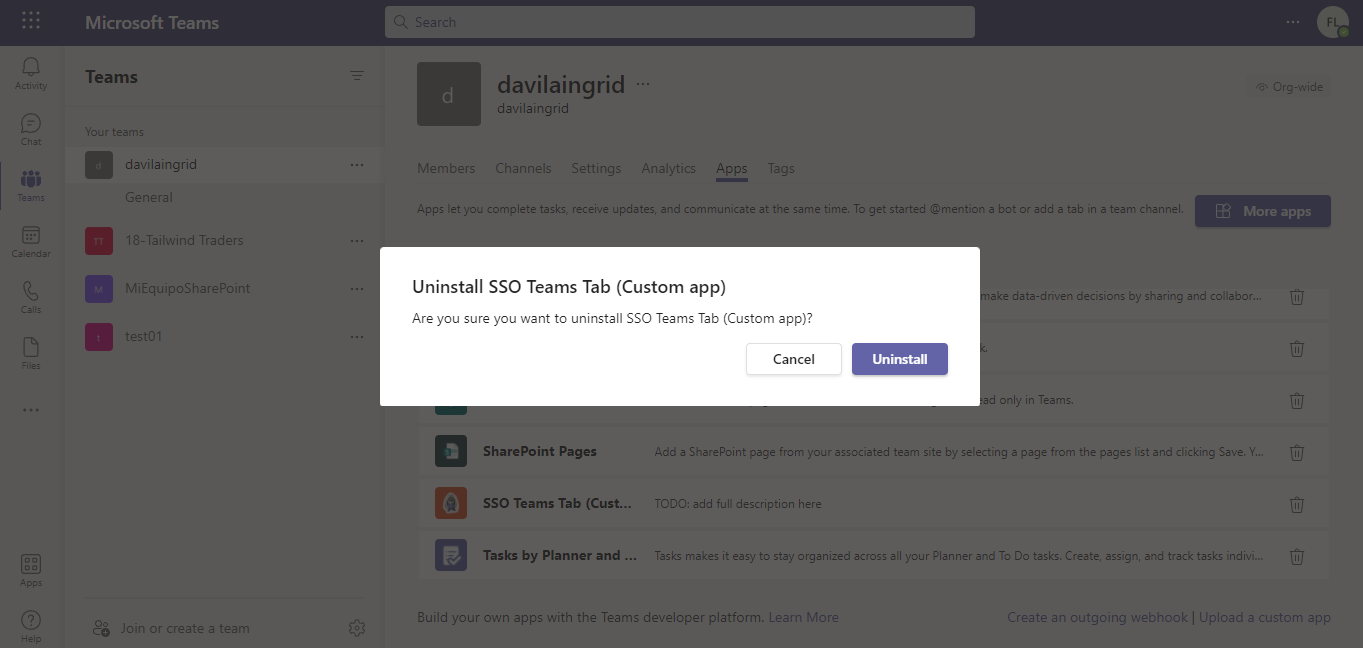 Microsoft Teams
Search
FL
Activity
Chat
Teams
Calendar
Calls
Files
Apps
Help
Teams
Your teams
d davilaingrid
General
TT 18-Tailwind Traders
M MiEquipoSharePoint
t test01
Join or create a team
d
davilaingrid
davilaingrid
Org-wide
Members Channels Settings Analytics Apps Tags
Apps let you complete tasks, receive updates, and communicate at the same time. To get started @mention a bot or add a tab in a team channel.
More apps
Uninstall SSO Teams Tab (Custom app)
Are you sure you want to uninstall SSO Teams Tab (Custom app)?
Cancel Uninstall
make data-driven decisions by sharing and collabor...
k.
ead only in Teams.
SharePoint Pages Add a SharePoint page from your associated team site by selecting a page from the pages list and clicking Save. Y...
SSO Teams Tab (Cust... TODO: add full description here
Tasks by Planner and ... Tasks makes it easy to stay organized across all your Planner and To Do tasks. Create, assign, and track tasks indivi...
Build your own apps with the Teams developer platform. Learn More
Create an outgoing webhook | Upload a custom app